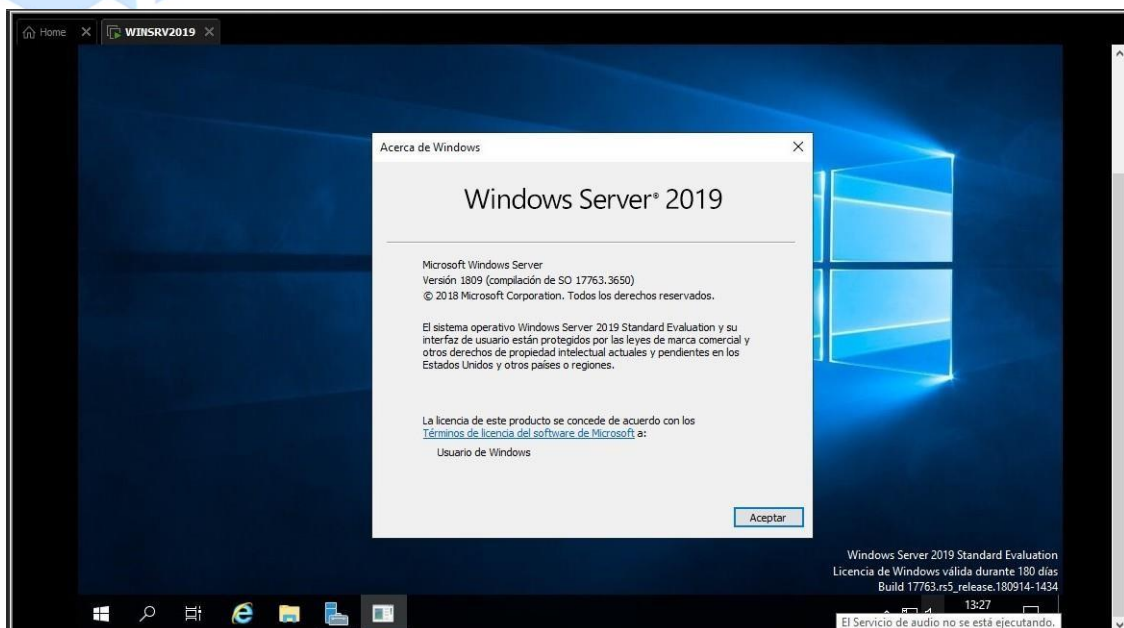 Home
WINSRV2019
Acerca de Windows
Windows Server® 2019
Microsoft Windows Server
Versión 1809 (compilación de SO 17763.3650)
© 2018 Microsoft Corporation. Todos los derechos reservados.
El sistema operativo Windows Server 2019 Standard Evaluation y su
interfaz de usuario están protegidos por las leyes de marca comercial y
otros derechos de propiedad intelectual actuales y pendientes en los
Estados Unidos y otros países o regiones.
La licencia de este producto se concede de acuerdo con los
Términos de licencia del software de Microsoft a:
Usuario de Windows
Aceptar
Windows Server 2019 Standard Evaluation
Licencia de Windows válida durante 180 días
Build 17763.rs5_release.180914-1434
13:27
El Servicio de audio no se está ejecutando.